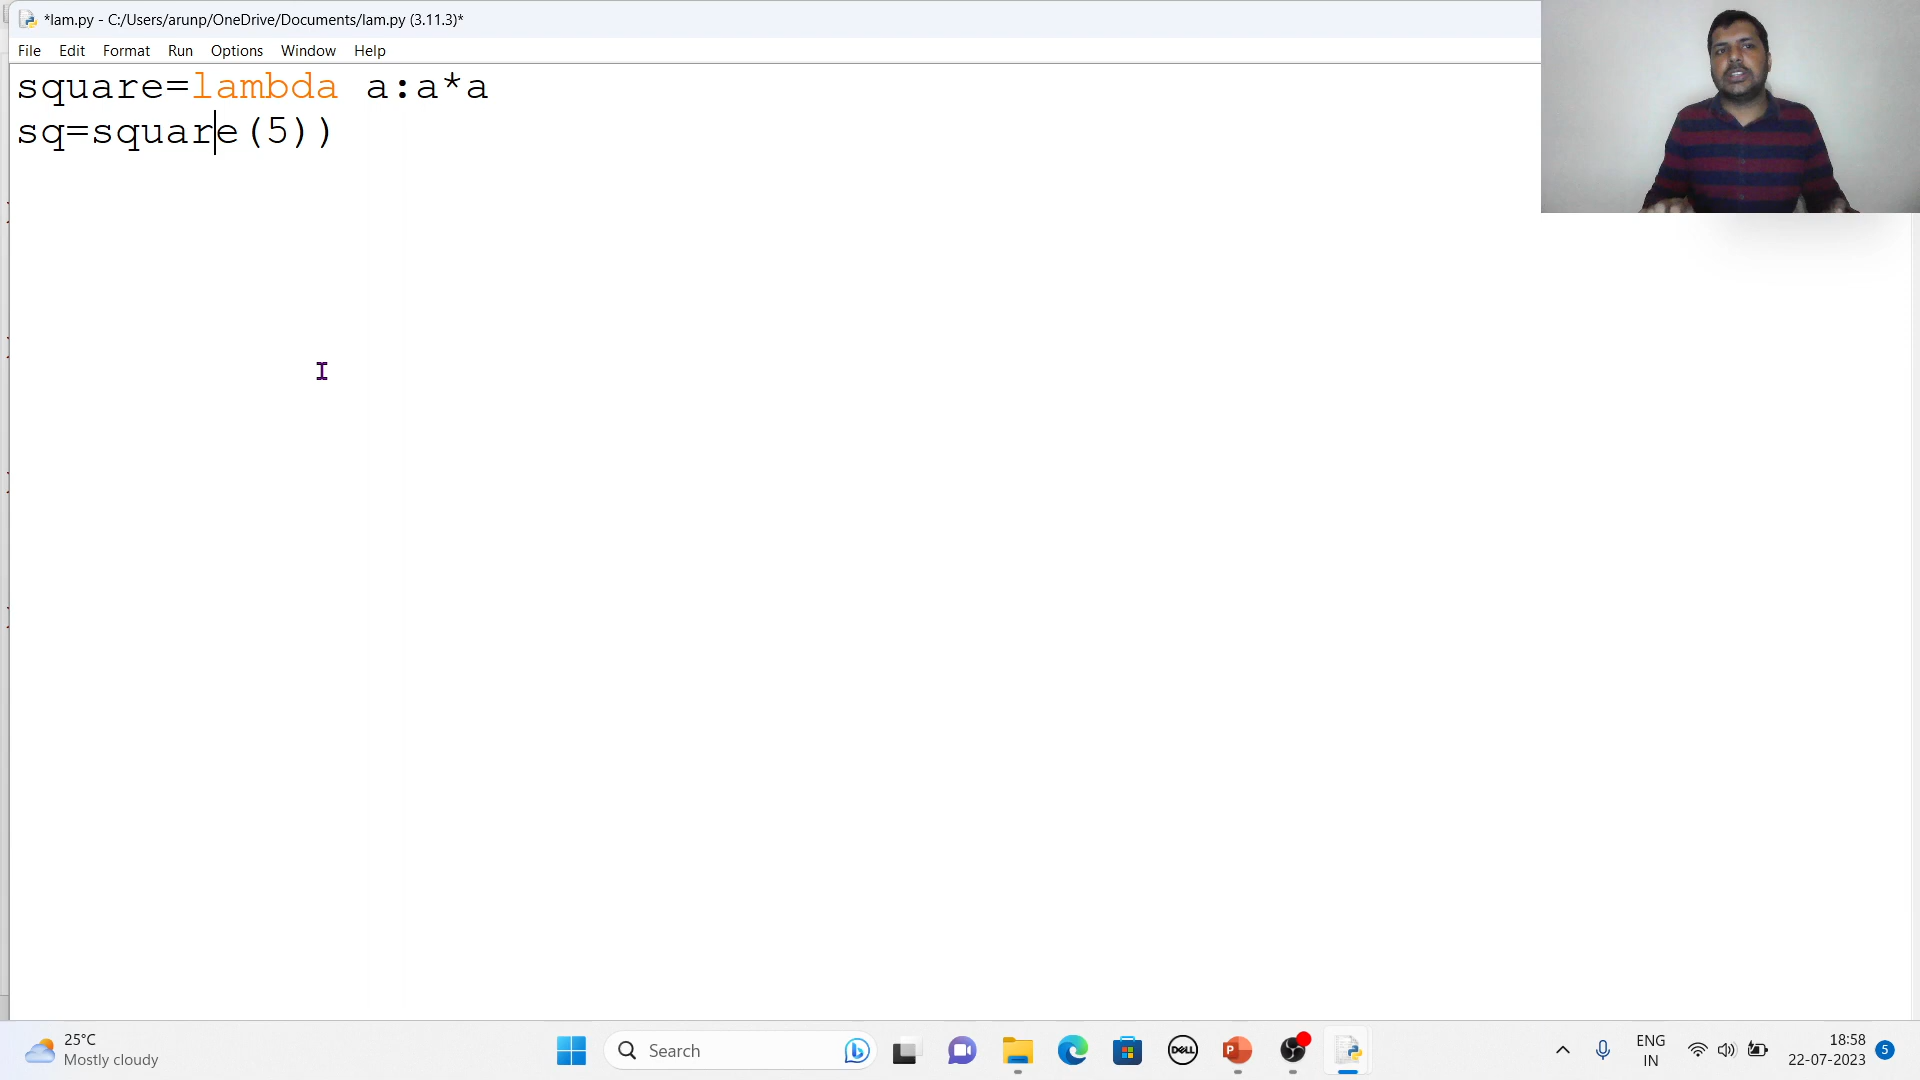 *lam.py - C:/Users/arunp/OneDrive/Documents/lam.py (3.11.3)*
File Edit Format Run Options Window Help
square=lambda a:a*a
sq=square(5))
25°C
Mostly cloudy
Search
DELL
P
ENG
IN
18:58
22-07-2023
5